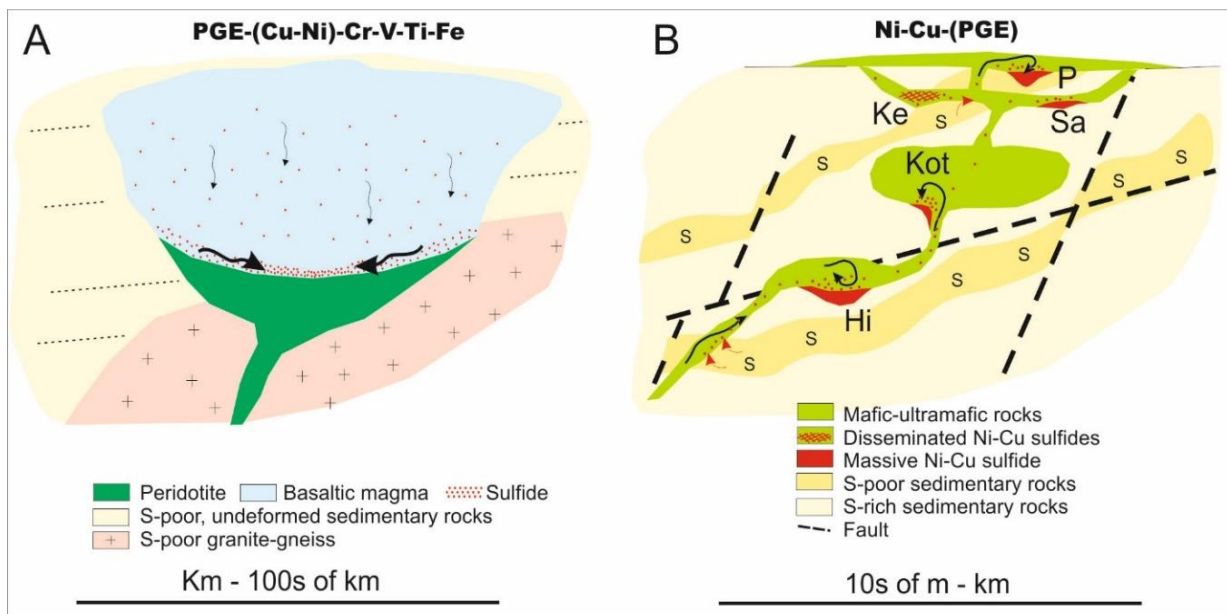 A
PGE-(Cu-Ni)-Cr-V-Ti-Fe
Peridotite
Basaltic magma
Sulfide
S-poor, undeformed sedimentary rocks
S-poor granite-gneiss
Km - 100s of km
B
Ni-Cu-(PGE)
P
Ke
S
Sa
Kot
S
S
S
S
Hi
S
S
Mafic-ultramafic rocks
Disseminated Ni-Cu sulfides
Massive Ni-Cu sulfide
S-poor sedimentary rocks
S-rich sedimentary rocks
Fault
10s of m - km